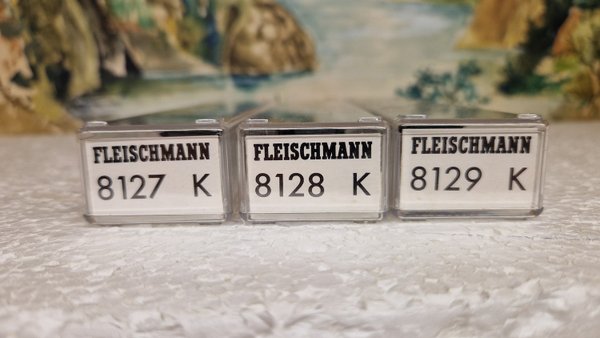 FLEISCHMANN
8127 K
FLEISCHMANN
8128 K
FLEISCHMANN
8129 K